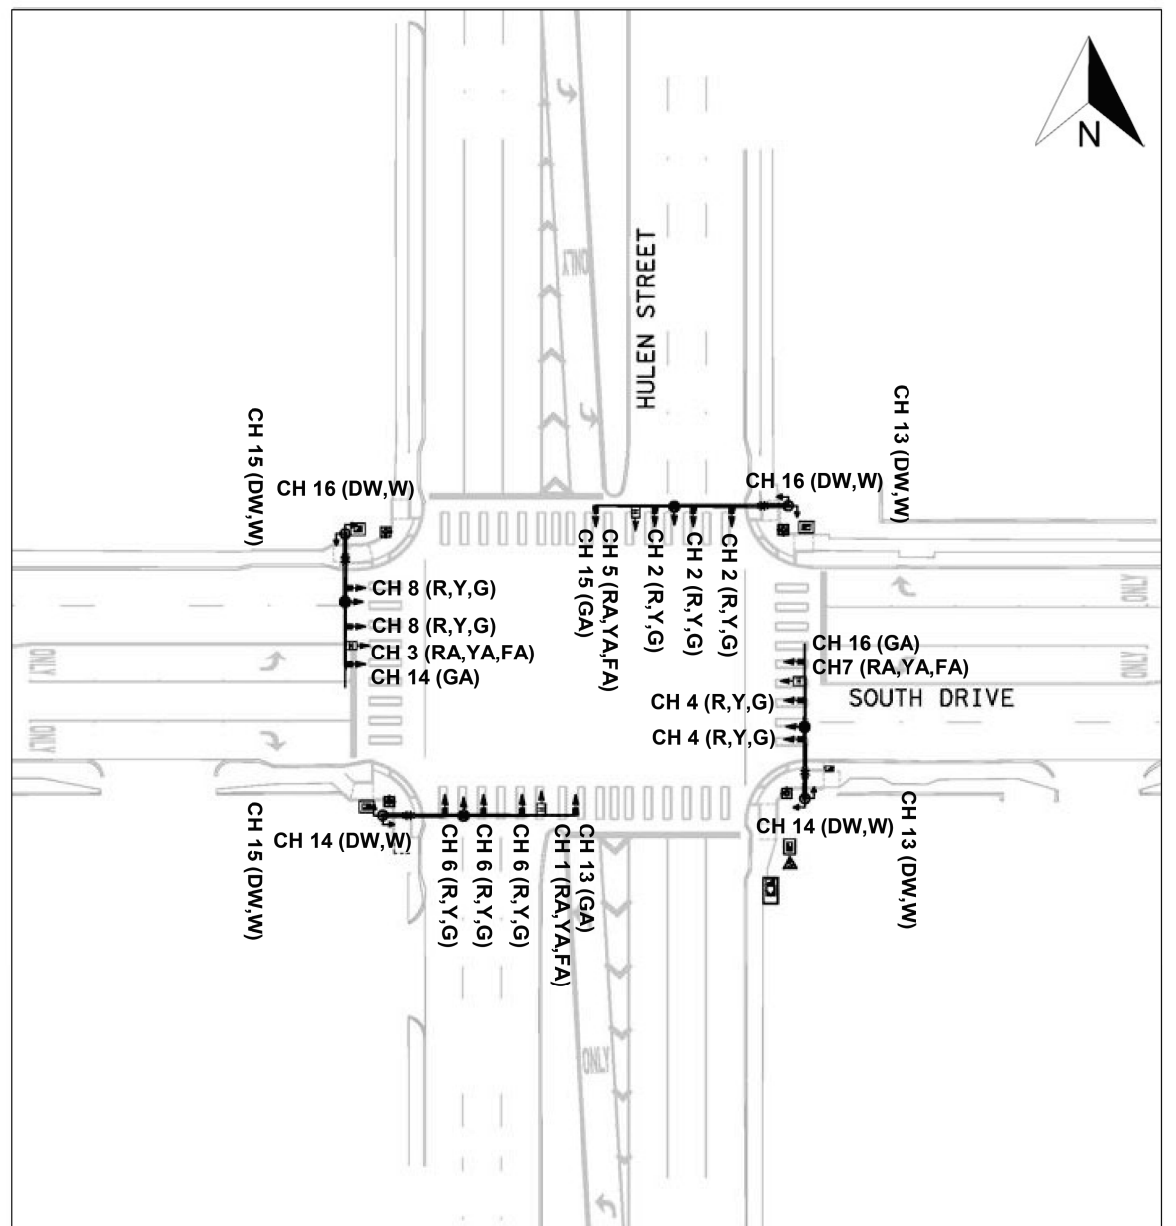 N
ONLY
HULEN STREET
CH 15 (DW,W)
CH 16 (DW,W)
CH 16 (DW,W)
CH 13 (DW,W)
CH 8 (R,Y,G)
CH 8 (R,Y,G)
CH 3 (RA,YA,FA)
CH 14 (GA)
CH 15 (GA)
CH 5 (RA,YA,FA)
CH 2 (R,Y,G)
CH 2 (R,Y,G)
CH 2 (R,Y,G)
ONLY
ONLY
CH 16 (GA)
CH7 (RA,YA,FA)
CH 4 (R,Y,G)
CH 4 (R,Y,G)
SOUTH DRIVE
ONLY
ONLY
CH 15 (DW,W)
CH 14 (DW,W)
CH 6 (R,Y,G)
CH 6 (R,Y,G)
CH 6 (R,Y,G)
CH 1 (RA,YA,FA)
CH 13 (GA)
CH 14 (DW,W)
CH 13 (DW,W)
ONLY